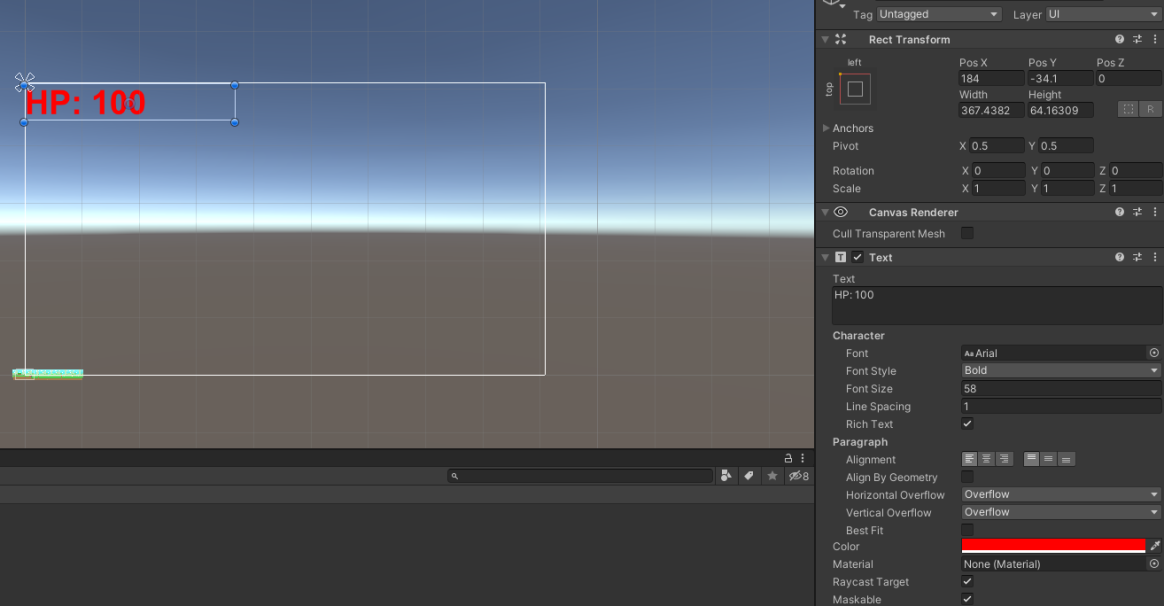 Tag Untagged Layer UI
Rect Transform
left
top
Pos X Pos Y Pos Z
184 -34.1 0
Width Height
367.4382 64.16309
R
Anchors
Pivot X 0.5 Y 0.5
Rotation X 0 Y 0 Z 0
Scale X 1 Y 1 Z 1
Canvas Renderer
Cull Transparent Mesh
T Text
Text
HP: 100
Character
Font Aa Arial
Font Style Bold
Font Size 58
Line Spacing 1
Rich Text
Paragraph
Alignment
Align By Geometry
Horizontal Overflow Overflow
Vertical Overflow Overflow
Best Fit
Color
Material None (Material)
Raycast Target
Maskable
HP: 100
8